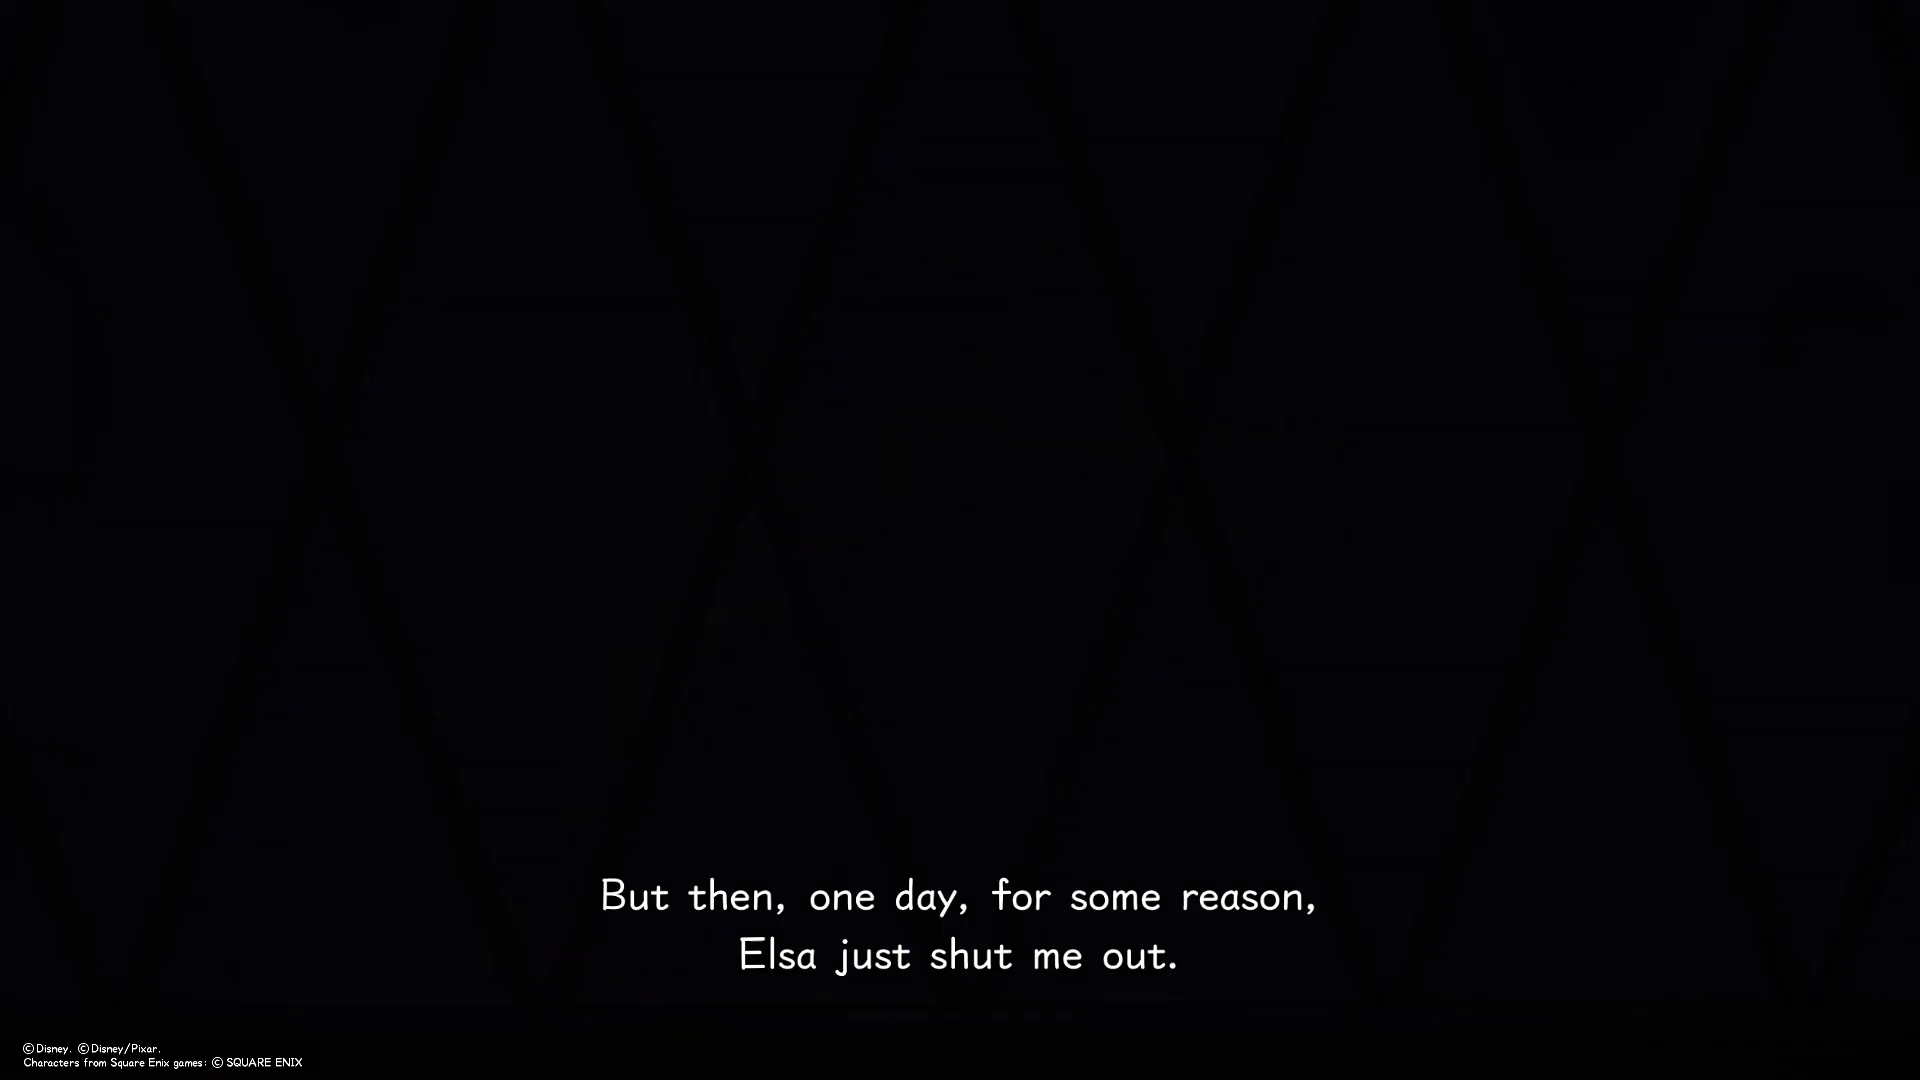 But then, one day, for some reason,
Elsa just shut me out.
©Disney. ©Disney/Pixar.
Characters from Square Enix games: © SQUARE ENIX